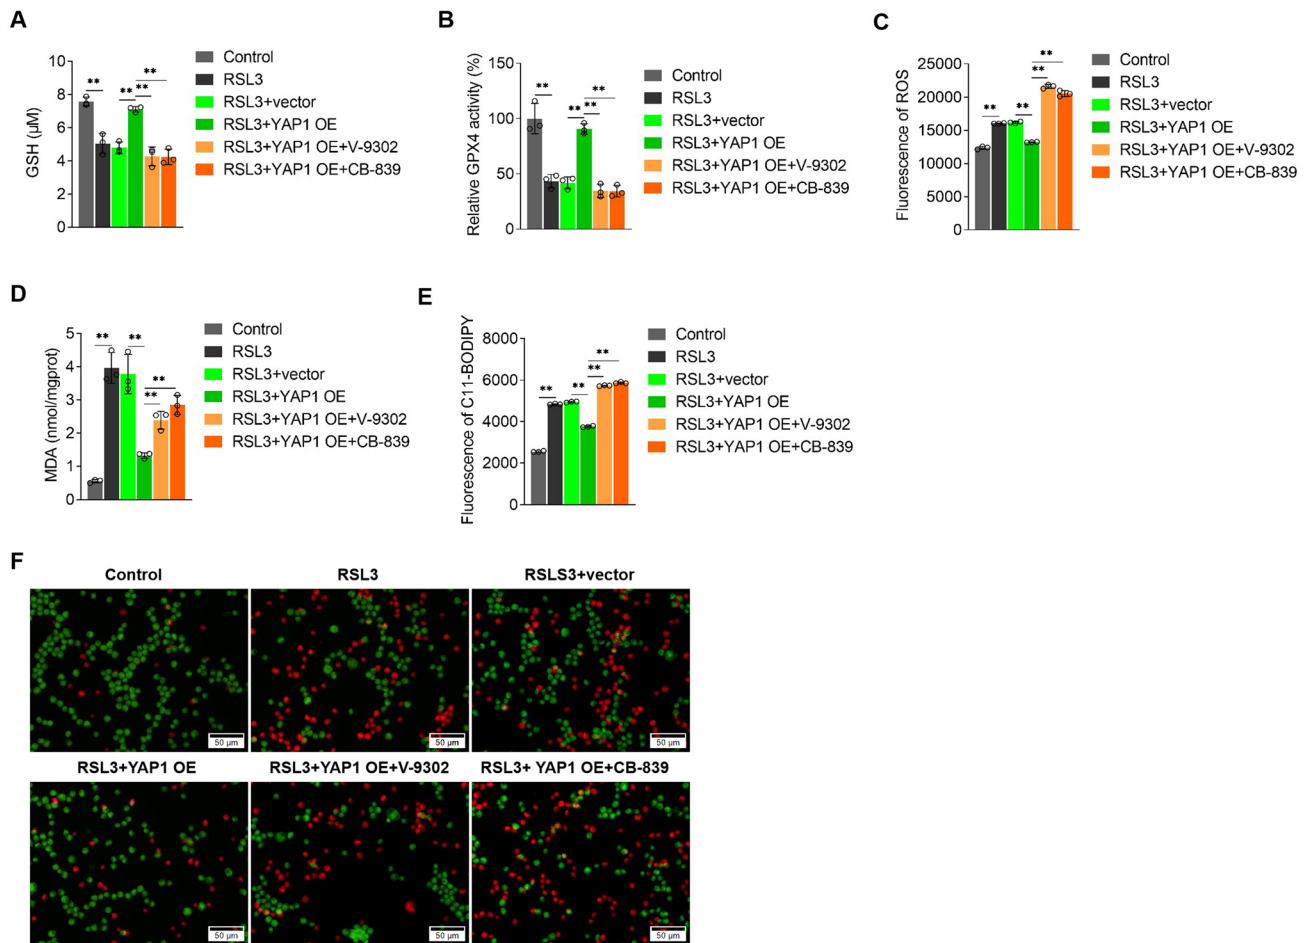 A
GSH (μM)
10
8
6
4
2
0
** ** ** **
Control
RSL3
RSL3+vector
RSL3+YAP1 OE
RSL3+YAP1 OE+V-9302
RSL3+YAP1 OE+CB-839
B
Relative GPX4 activity (%)
150
100
50
0
** ** ** **
Control
RSL3
RSL3+vector
RSL3+YAP1 OE
RSL3+YAP1 OE+V-9302
RSL3+YAP1 OE+CB-839
C
Fluorescence of ROS
25000
20000
15000
10000
5000
0
** ** ** **
Control
RSL3
RSL3+vector
RSL3+YAP1 OE
RSL3+YAP1 OE+V-9302
RSL3+YAP1 OE+CB-839
D
MDA (nmol/mgprot)
5
4
3
2
1
0
** ** ** **
Control
RSL3
RSL3+vector
RSL3+YAP1 OE
RSL3+YAP1 OE+V-9302
RSL3+YAP1 OE+CB-839
E
Fluorescence of C11-BODIPY
8000
6000
4000
2000
0
** ** ** **
Control
RSL3
RSL3+vector
RSL3+YAP1 OE
RSL3+YAP1 OE+V-9302
RSL3+YAP1 OE+CB-839
F
Control
RSL3
RSLS3+vector
50 μm
50 μm
50 μm
RSL3+YAP1 OE
RSL3+YAP1 OE+V-9302
RSL3+ YAP1 OE+CB-839
50 μm
50 μm
50 μm